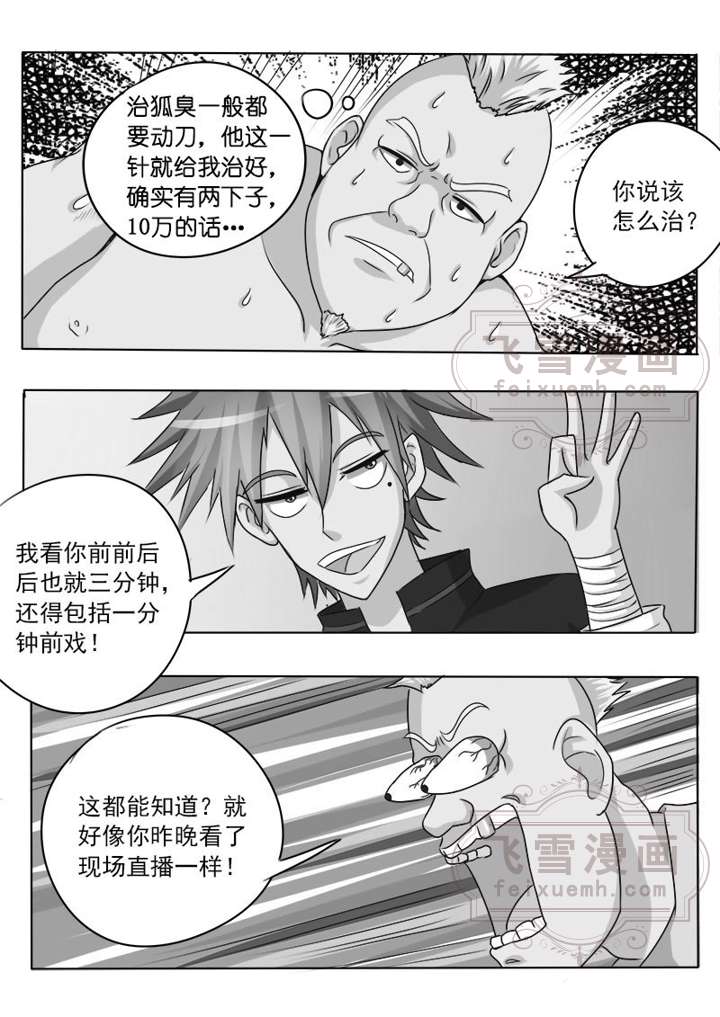 治狐臭一般都
要动刀，他这一
针就给我治好，
确实有两下子，
10万的话…
你说该
怎么治？
飞雪漫画
feixuemh.com
我看你前前后
后也就三分钟，
还得包括一分
钟前戏！
这都能知道？就
好像你昨晚看了
现场直播一样！
飞雪漫画
feixuemh.com